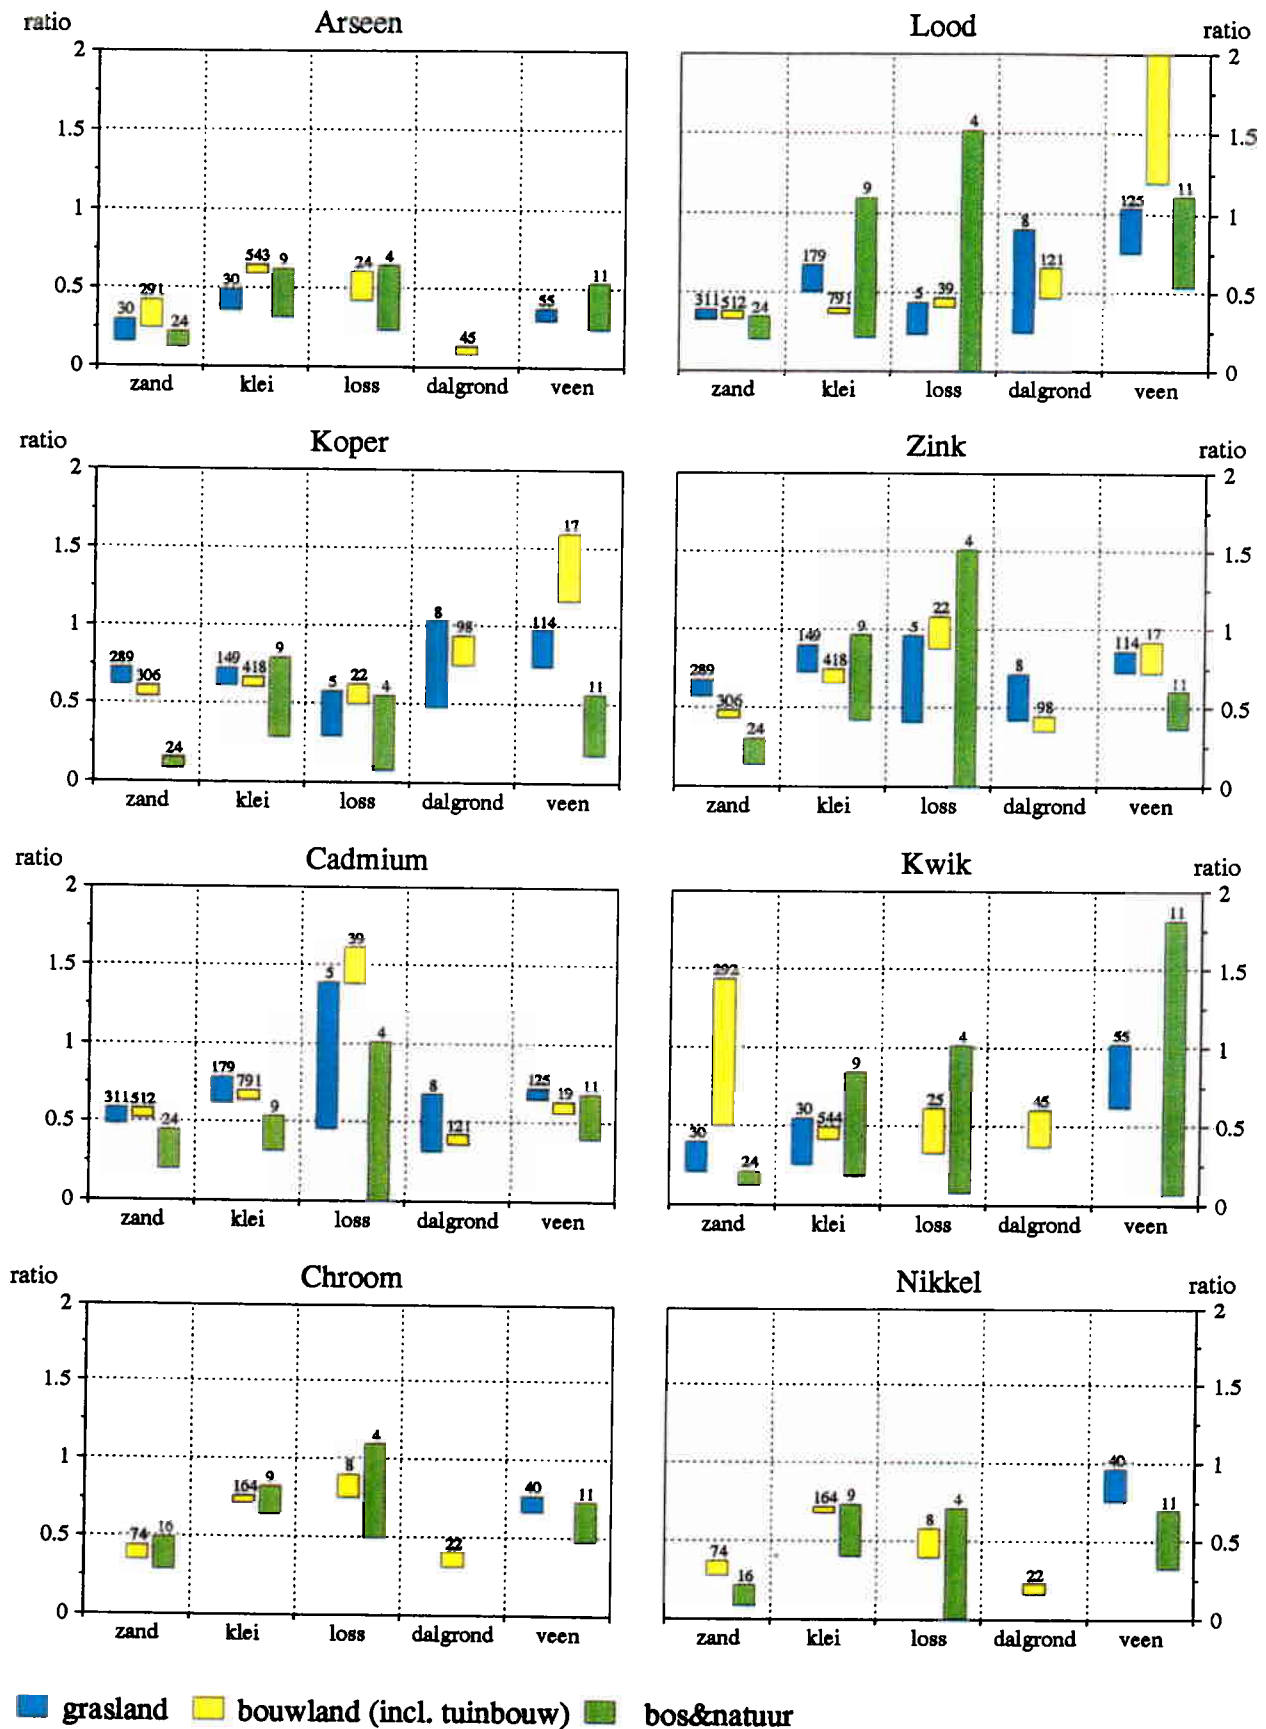 ratio Arseen
2
1.5
1
0.5
0
30 291 24
30 543 9
24 4
45
55 11
zand klei loss dalgrond veen
Lood ratio
2
1.5
1
0.5
0
311 512 24
179 791 9
5 39 4
8 121
125 11
zand klei loss dalgrond veen
ratio Koper
2
1.5
1
0.5
0
289 306 24
149 418 9
5 22 4
8 98
114 17 11
zand klei loss dalgrond veen
Zink ratio
2
1.5
1
0.5
0
289 306 24
149 418 9
5 22 4
8 98
114 17 11
zand klei loss dalgrond veen
ratio Cadmium
2
1.5
1
0.5
0
311 512 24
179 791 9
5 39 4
8 121
125 19 11
zand klei loss dalgrond veen
Kwik ratio
2
1.5
1
0.5
0
30 292 24
30 544 9
25 4
45
55 11
zand klei loss dalgrond veen
ratio Chroom
2
1.5
1
0.5
0
74 16
164 9
8 4
22
40 11
zand klei loss dalgrond veen
Nikkel ratio
2
1.5
1
0.5
0
74 16
164 9
8 4
22
40 11
zand klei loss dalgrond veen
grasland bouwland (incl. tuinbouw) bos&natuur